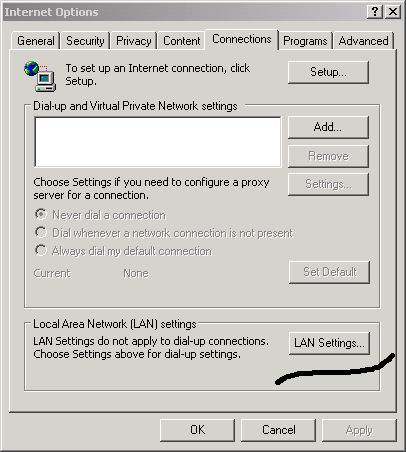 Internet Options
General Security Privacy Content Connections Programs Advanced
To set up an Internet connection, click
Setup.
Setup...
Dial-up and Virtual Private Network settings
Add...
Remove
Choose Settings if you need to configure a proxy
server for a connection.
Settings...
Never dial a connection
Dial whenever a network connection is not present
Always dial my default connection
Current None
Set Default
Local Area Network (LAN) settings
LAN Settings do not apply to dial-up connections.
Choose Settings above for dial-up settings.
LAN Settings...
OK Cancel Apply